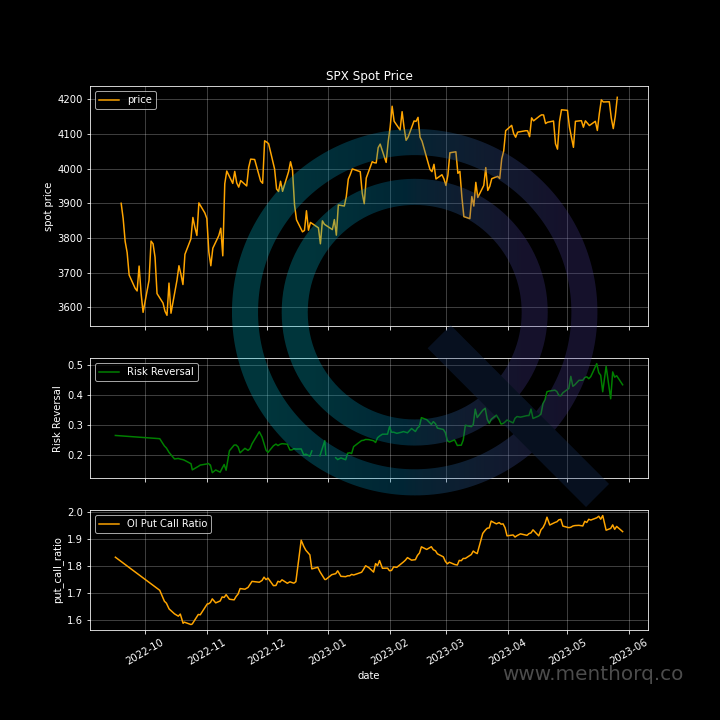 SPX Spot Price
price
4200
4100
4000
3900
3800
3700
3600
spot price
Risk Reversal
0.5
0.4
0.3
0.2
Risk Reversal
OI Put Call Ratio
2.0
1.9
1.8
1.7
1.6
put_call_ratio
2022-10
2022-11
2022-12
2023-01
2023-02
2023-03
2023-04
2023-05
2023-06
date
www.menthorq.co